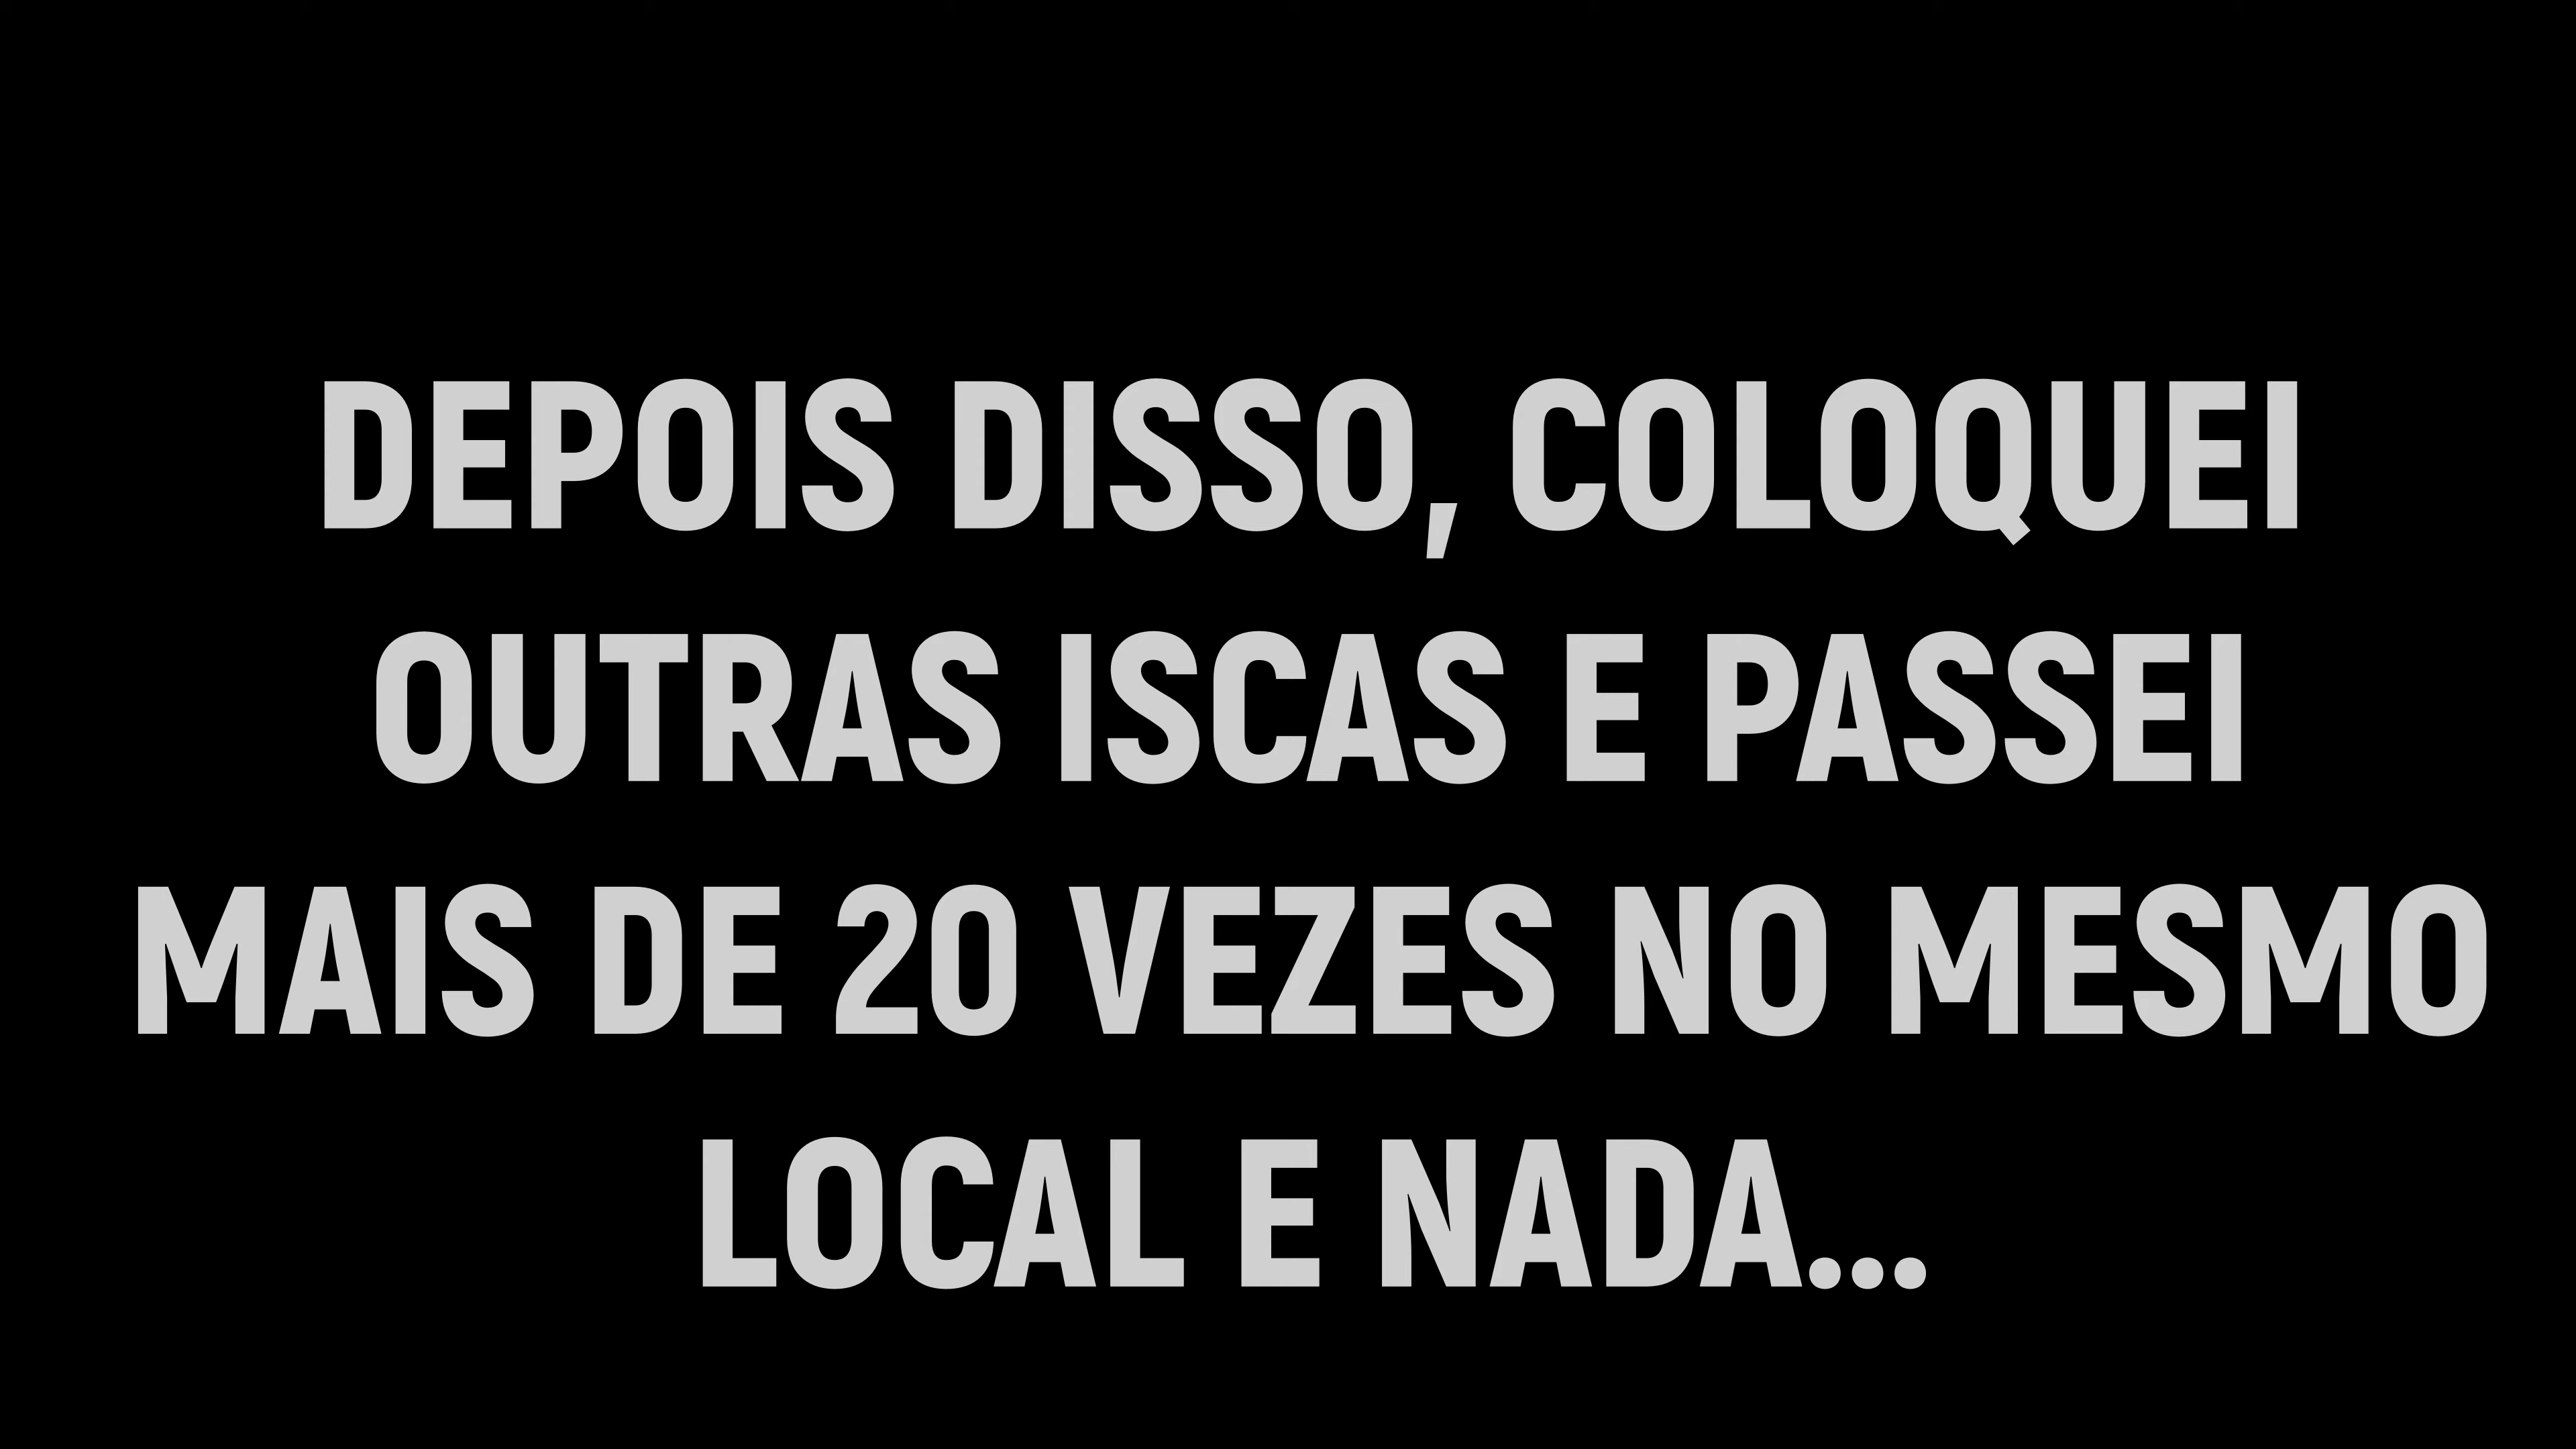 DEPOIS DISSO, COLOQUEI
OUTRAS ISCAS E PASSEI
MAIS DE 20 VEZES NO MESMO
LOCAL E NADA...